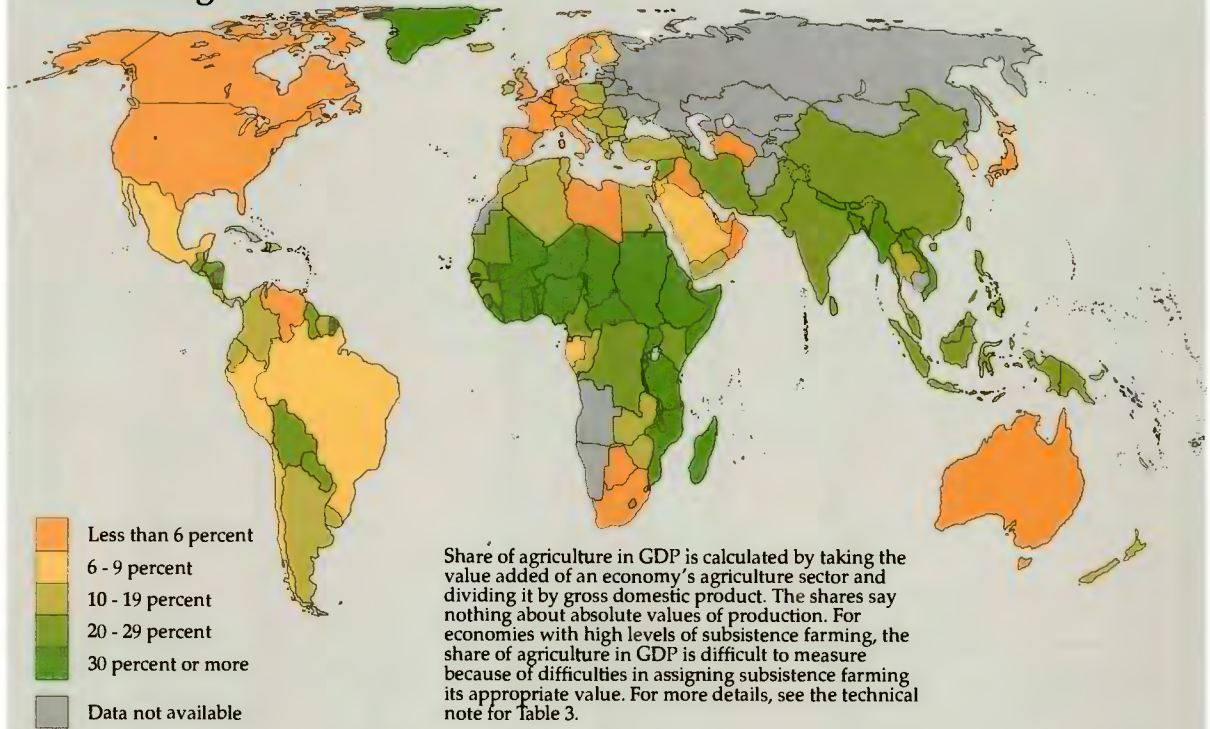 Less than 6 percent
6 - 9 percent
10 - 19 percent
20 - 29 percent
30 percent or more
Data not available
Share of agriculture in GDP is calculated by taking the
value added of an economy's agriculture sector and
dividing it by gross domestic product. The shares say
nothing about absolute values of production. For
economies with high levels of subsistence farming, the
share of agriculture in GDP is difficult to measure
because of difficulties in assigning subsistence farming
its appropriate value. For more details, see the technical
note for Table 3.